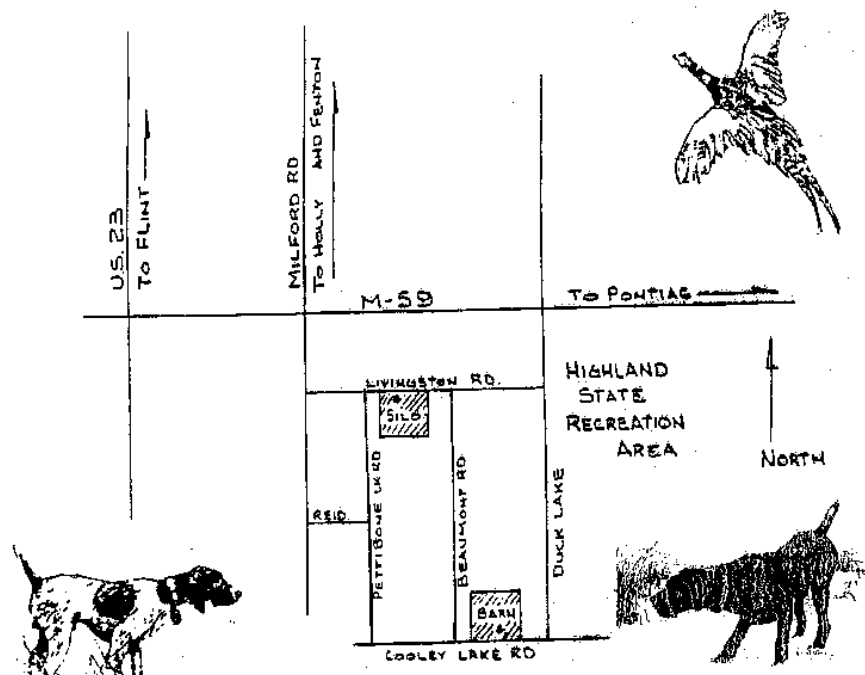 U.S. 23
TO FLINT
MILFORD RD
TO HOLLY AND FENTON
M-59
TO PONTIAC
LIVINGSTON RD.
SILO
HIGHLAND
STATE
RECREATION
AREA
NORTH
REID
PETTIBONE LK RD
BEAUMONT RD
DUCK LAKE
BARN
COOLEY LAKE RD